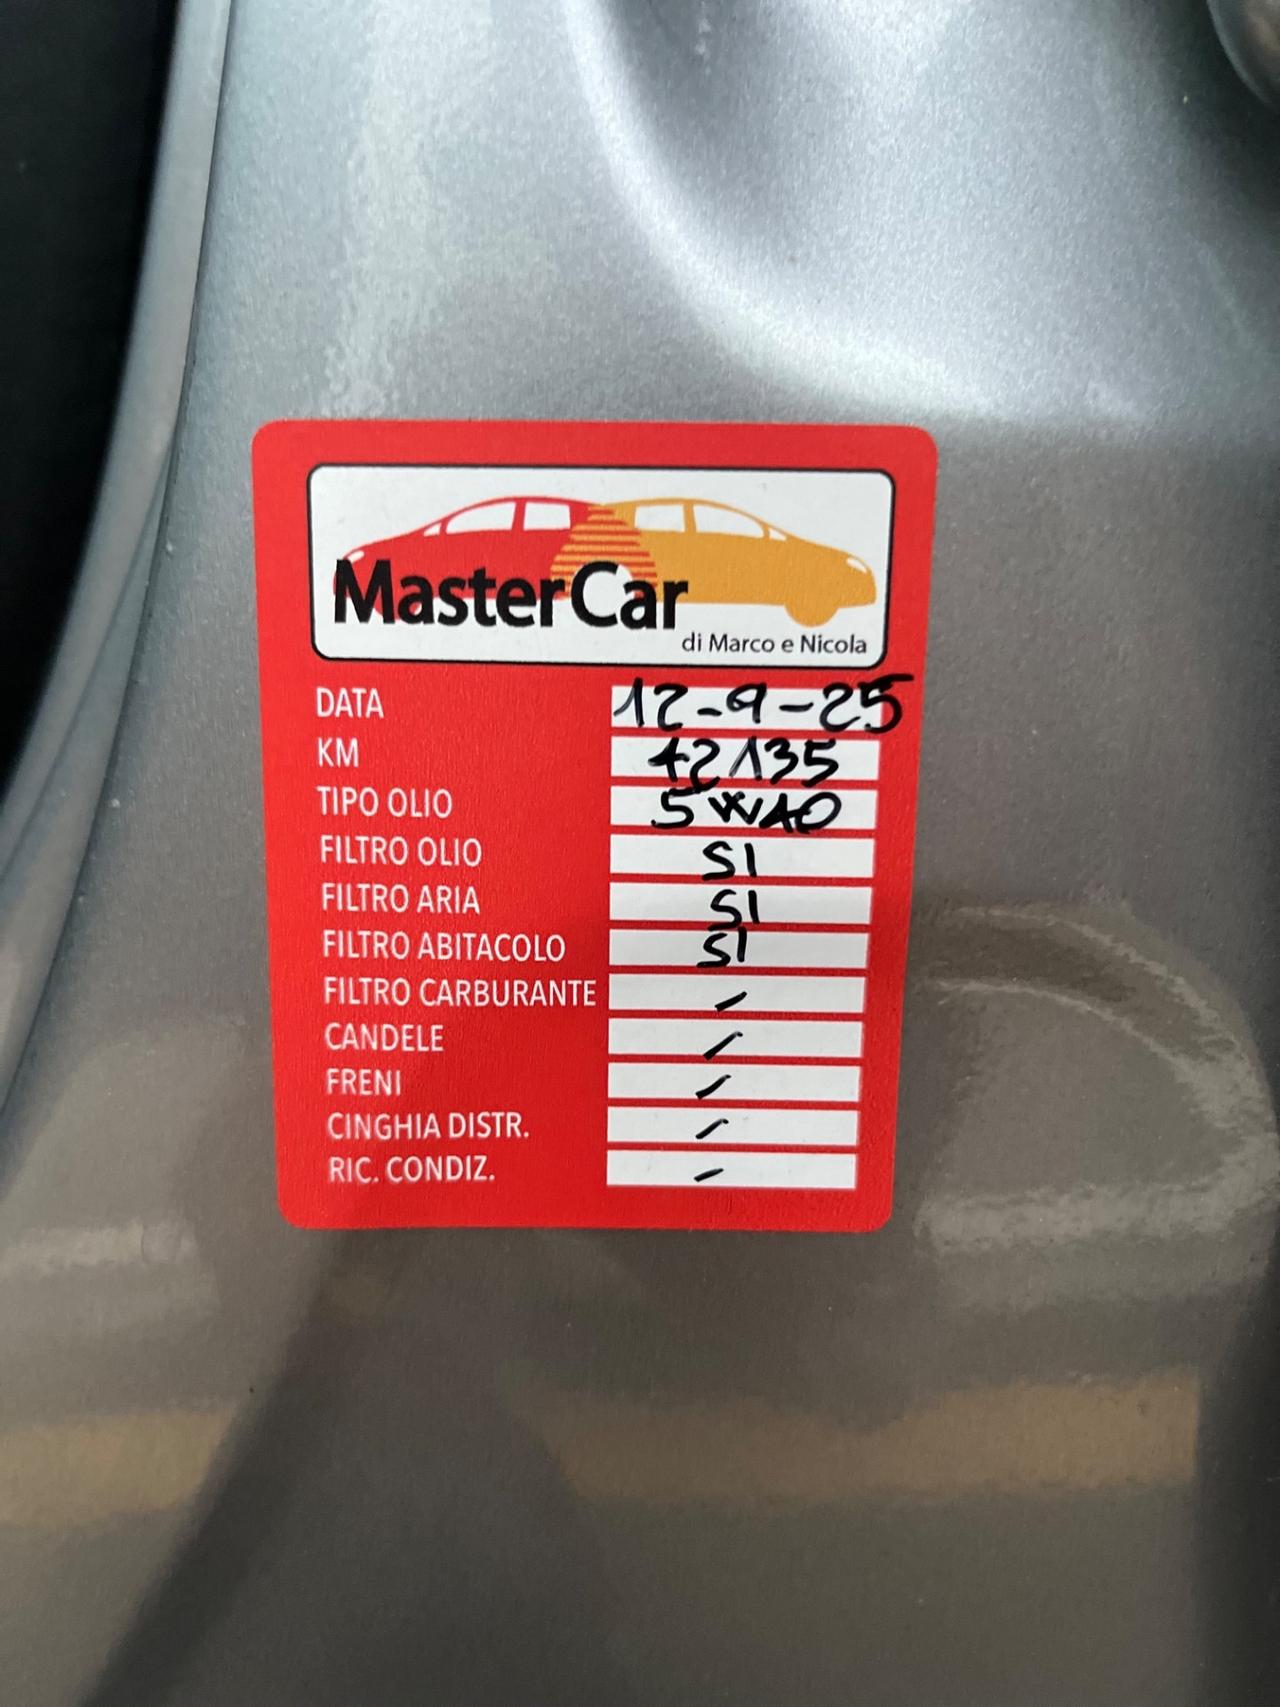 MasterCar
di Marco e Nicola
DATA 12-9-25
KM 42135
TIPO OLIO 5W40
FILTRO OLIO SI
FILTRO ARIA SI
FILTRO ABITACOLO SI
FILTRO CARBURANTE /
CANDELE /
FRENI /
CINGHIA DISTR. /
RIC. CONDIZ. /